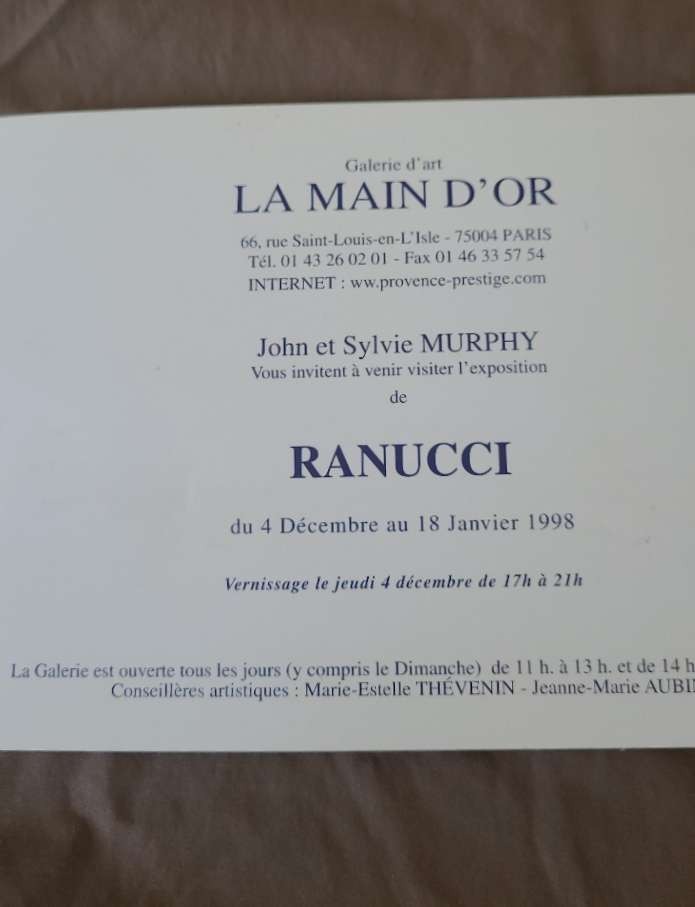 Galerie d'art
LA MAIN D'OR
66, rue Saint-Louis-en-L'Isle - 75004 PARIS
Tél. 01 43 26 02 01 - Fax 01 46 33 57 54
INTERNET : ww.provence-prestige.com
John et Sylvie MURPHY
Vous invitent à venir visiter l'exposition
de
RANUCCI
du 4 Décembre au 18 Janvier 1998
Vernissage le jeudi 4 décembre de 17h à 21h
La Galerie est ouverte tous les jours (y compris le Dimanche) de 11 h. à 13 h. et de 14 h
Conseillères artistiques : Marie-Estelle THÉVENIN - Jeanne-Marie